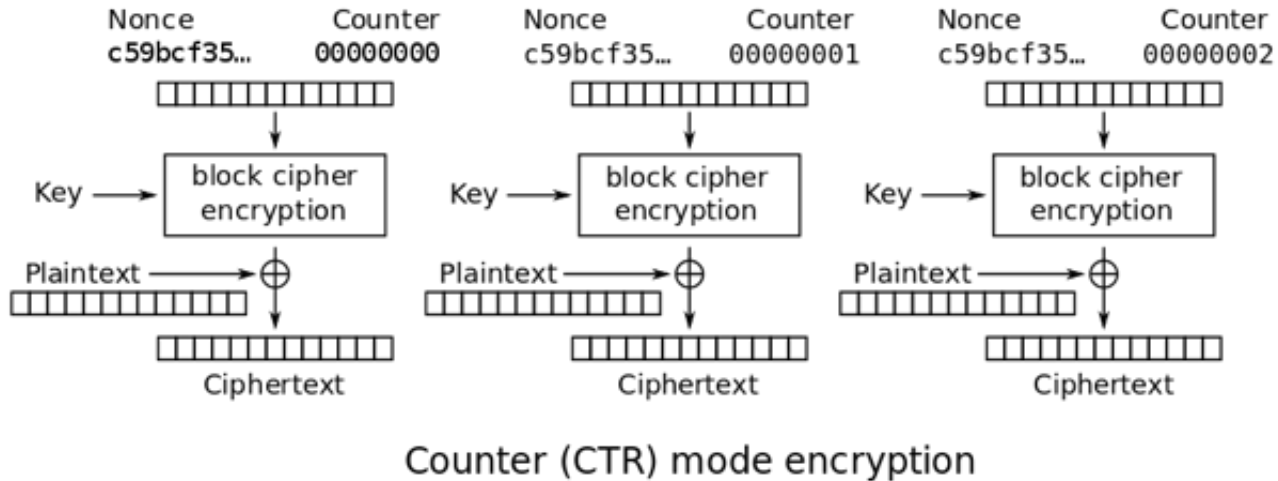 Nonce Counter Nonce Counter Nonce Counter
c59bcf35… 00000000 c59bcf35… 00000001 c59bcf35… 00000002
block cipher block cipher block cipher
Key encryption Key encryption Key encryption
Plaintext Plaintext Plaintext
Ciphertext Ciphertext Ciphertext
Counter (CTR) mode encryption